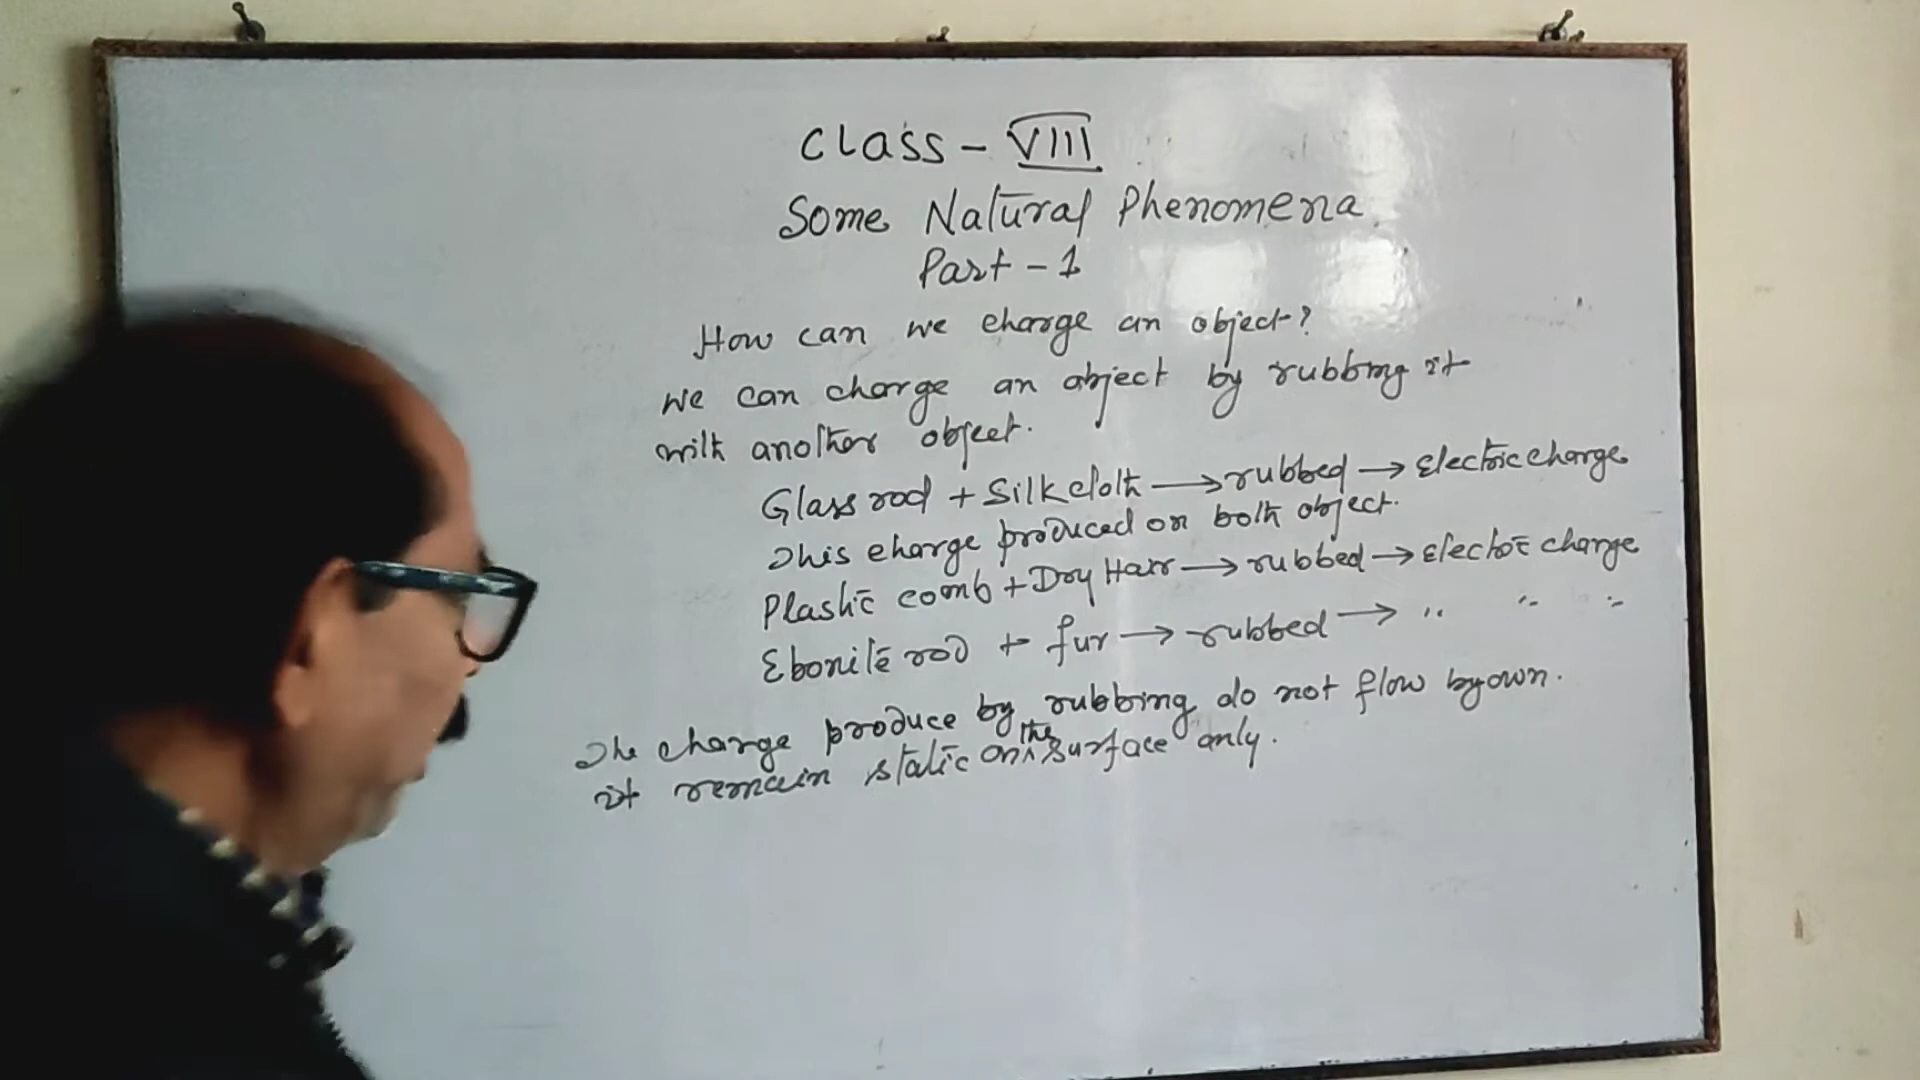 Class - VIII
Some Natural Phenomena
Part - 1
How can we charge an object?
We can charge an object by rubbing it
with another object.
Glass rod + Silk cloth → rubbed → Electric charge
This charge produced on both object.
Plastic comb + Dry Hair → rubbed → Electric charge
Ebonite rod + fur → rubbed → " " "
The charge produce by rubbing do not flow by own.
it remain static on the surface only.